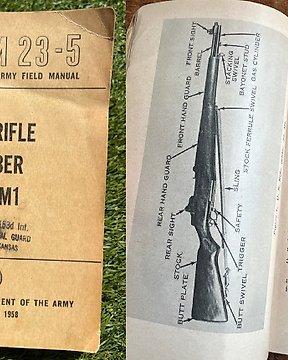 M 23-5
ARMY FIELD MANUAL
RIFLE
BER
M1
153d Inf.
AL GUARD
KANSAS
ENT OF THE ARMY
1958
FRONT SIGHT
BARREL
FRONT HAND GUARD
REAR HAND GUARD
REAR SIGHT
STOCK
BUTT PLATE
GAS CYLINDER
BAYONET STUD
STACKING SWIVEL
STOCK FERRULE SWIVEL
SLING
SAFETY
TRIGGER
BUTT SWIVEL